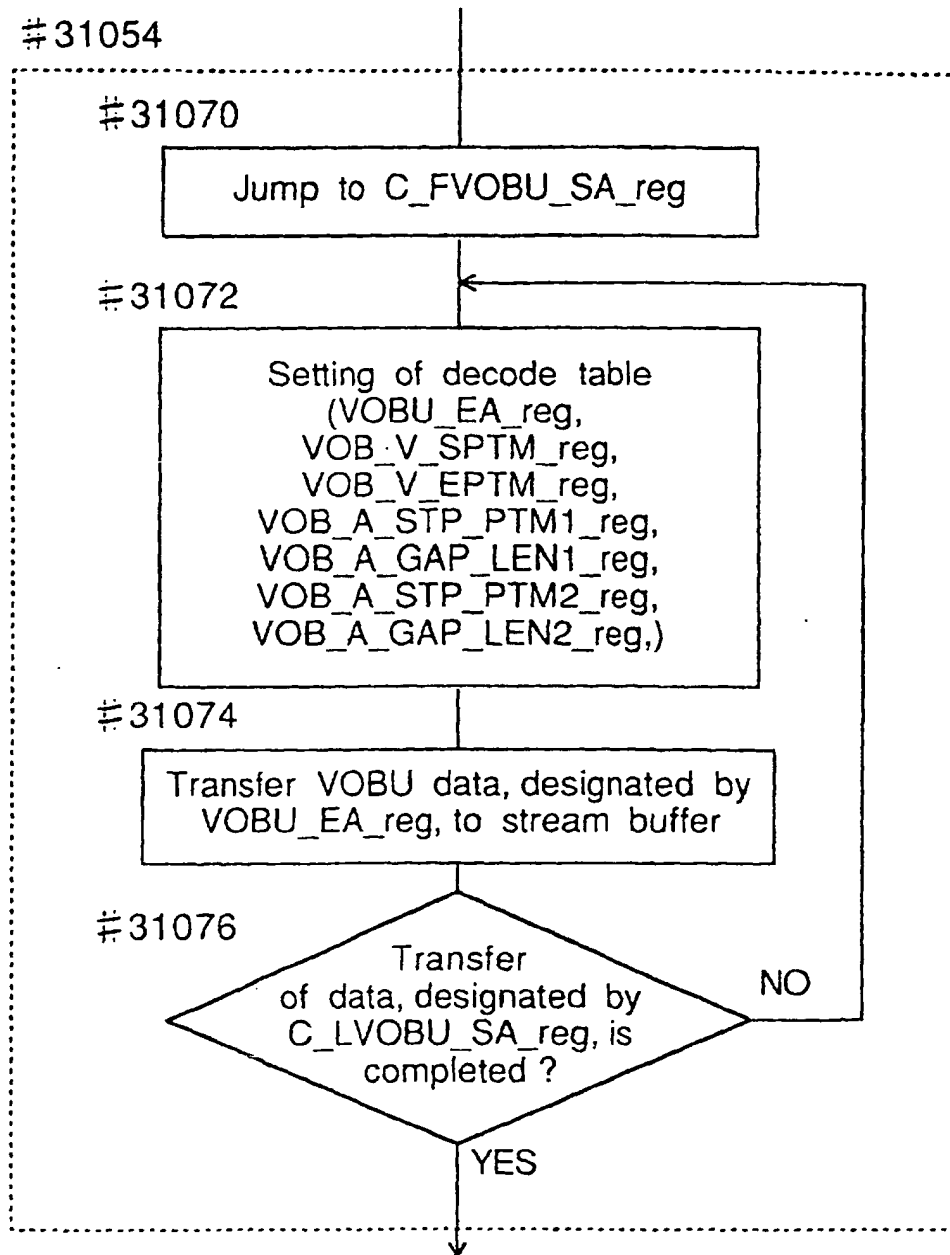 #31054
#31070
Jump to C_FVOBU_SA_reg
#31072
Setting of decode table
(VOBU_EA_reg,
VOB_V_SPTM_reg,
VOB_V_EPTM_reg,
VOB_A_STP_PTM1_reg,
VOB_A_GAP_LEN1_reg,
VOB_A_STP_PTM2_reg,
VOB_A_GAP_LEN2_reg,)
#31074
Transfer VOBU data, designated by
VOBU_EA_reg, to stream buffer
#31076
Transfer
of data, designated by
C_LVOBU_SA_reg, is
completed ?
NO
YES